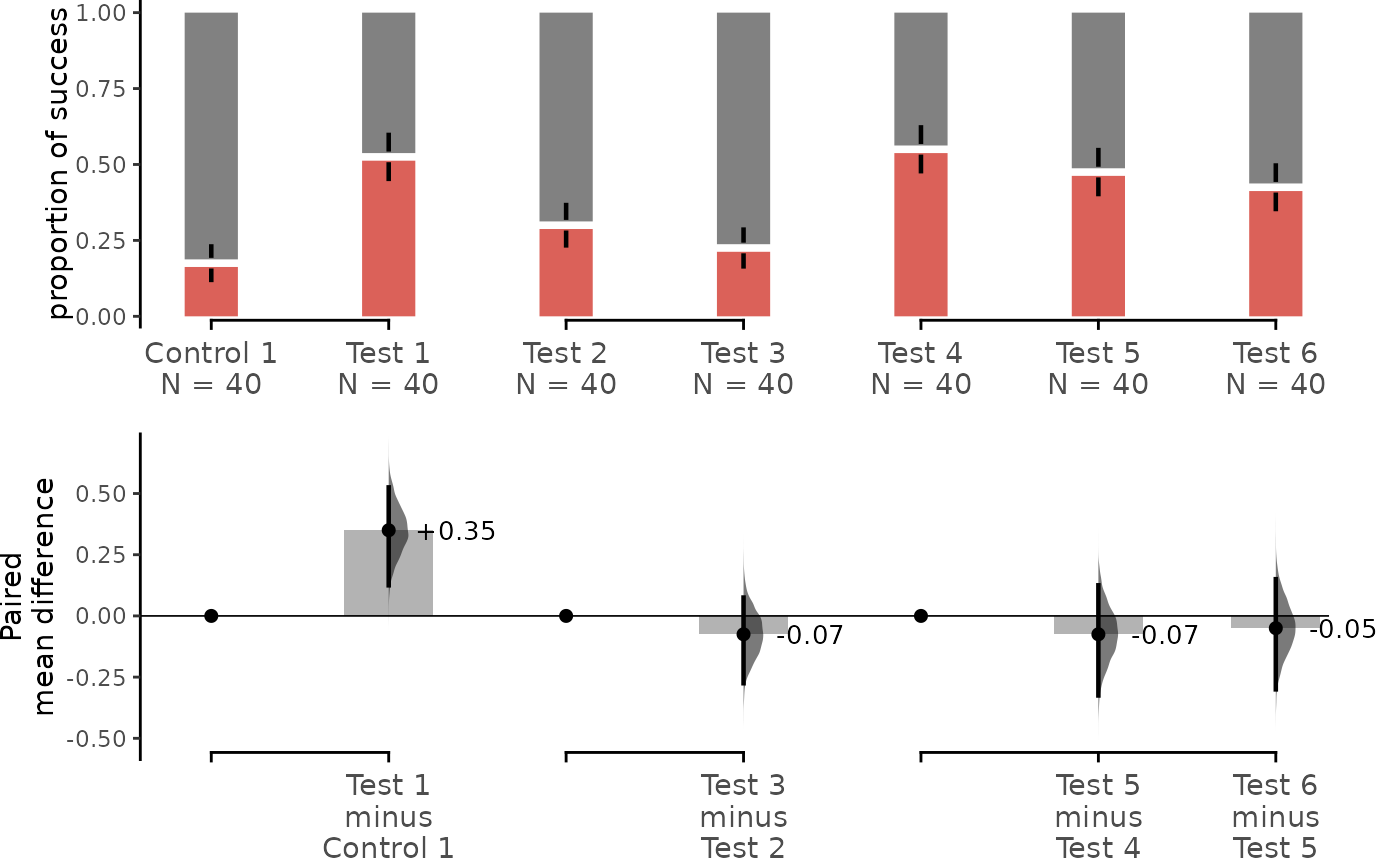 proportion of success
1.00
0.75
0.50
0.25
0.00
Control 1
N = 40
Test 1
N = 40
Test 2
N = 40
Test 3
N = 40
Test 4
N = 40
Test 5
N = 40
Test 6
N = 40
Paired
mean difference
0.50
0.25
0.00
-0.25
-0.50
+0.35
-0.07
-0.07
-0.05
Test 1
minus
Control 1
Test 3
minus
Test 2
Test 5
minus
Test 4
Test 6
minus
Test 5